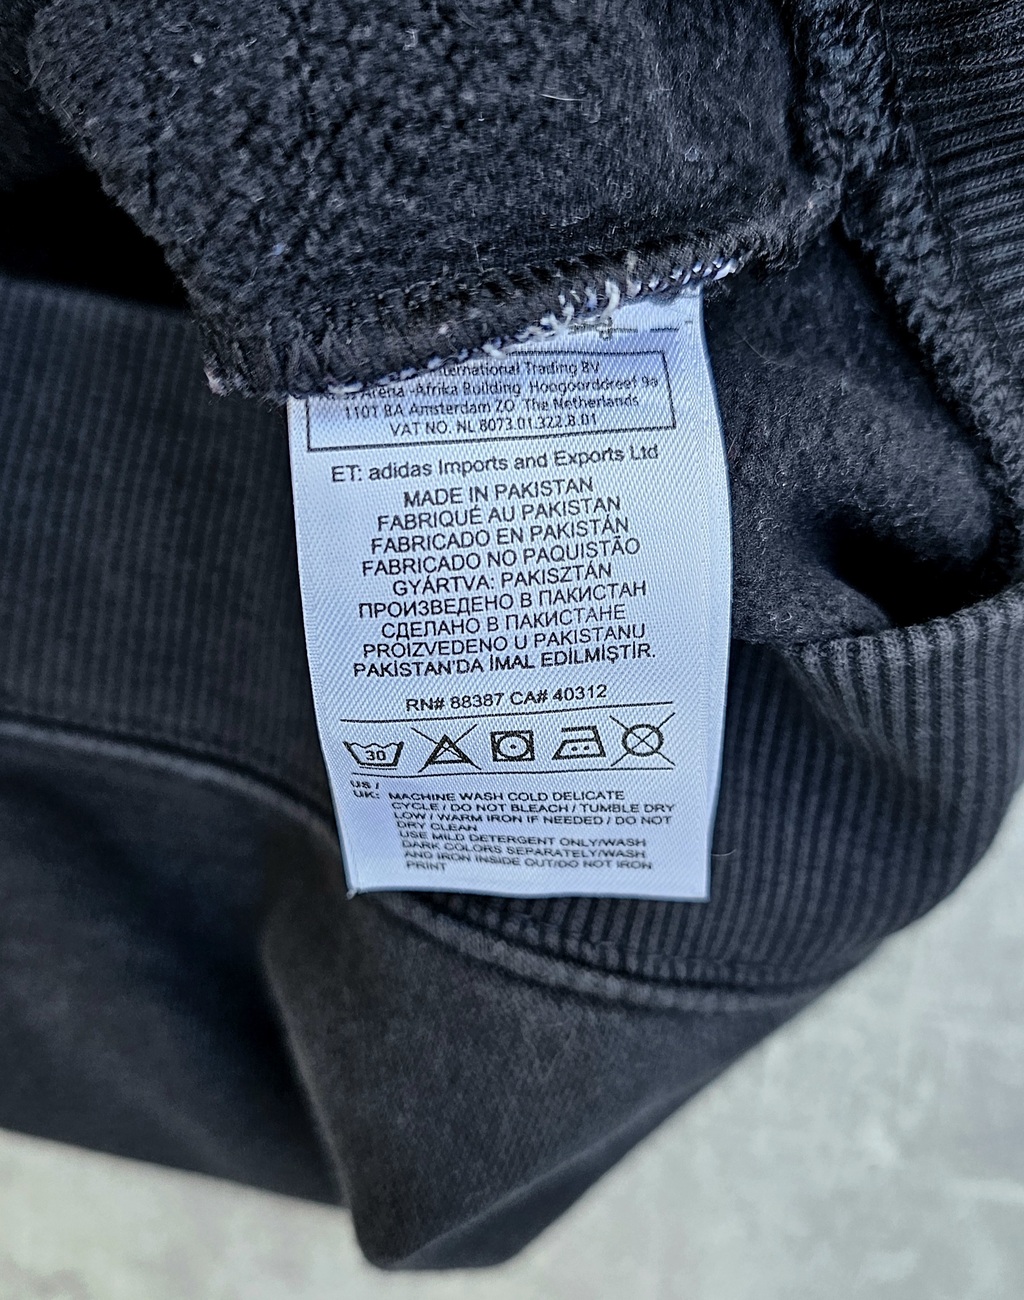 ternational Trading BV
Arena -Afrika Building Hoogoorddreef 9a
1101 BA Amsterdam ZO The Netherlands
VAT NO. NL 8073.01.322.B.01
ET: adidas Imports and Exports Ltd
MADE IN PAKISTAN
FABRIQUÉ AU PAKISTAN
FABRICADO EN PAKISTÁN
FABRICADO NO PAQUISTÃO
GYÁRTVA: PAKISZTÁN
ПРОИЗВЕДЕНО В ПАКИСТАН
СДЕЛАНО В ПАКИСТАНЕ
PROIZVEDENO U PAKISTANU
PAKİSTAN'DA İMAL EDİLMİŞTİR.
RN# 88387 CA# 40312
30
US /
UK: MACHINE WASH COLD DELICATE
CYCLE / DO NOT BLEACH / TUMBLE DRY
LOW / WARM IRON IF NEEDED / DO NOT
DRY CLEAN
USE MILD DETERGENT ONLY/WASH
DARK COLORS SEPARATELY/WASH
AND IRON INSIDE OUT/DO NOT IRON
PRINT